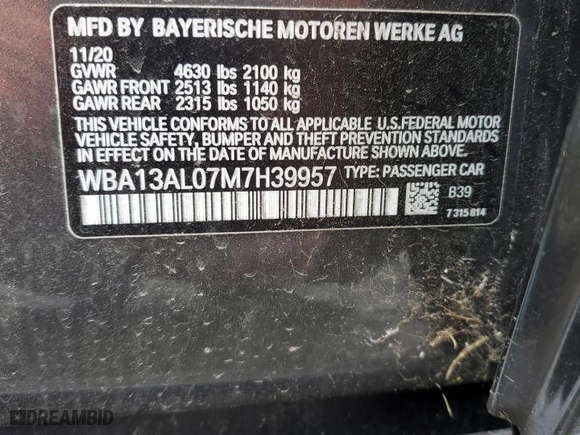 MFD BY BAYERISCHE MOTOREN WERKE AG
11/20
GVWR 4630 lbs 2100 kg
GAWR FRONT 2513 lbs 1140 kg
GAWR REAR 2315 lbs 1050 kg
THIS VEHICLE CONFORMS TO ALL APPLICABLE U.S.FEDERAL MOTOR
VEHICLE SAFETY, BUMPER AND THEFT PREVENTION STANDARDS
IN EFFECT ON THE DATE OF MANUFACTURE SHOWN ABOVE.
WBA13AL07M7H39957 TYPE: PASSENGER CAR
B39
7315814
DREAMBID